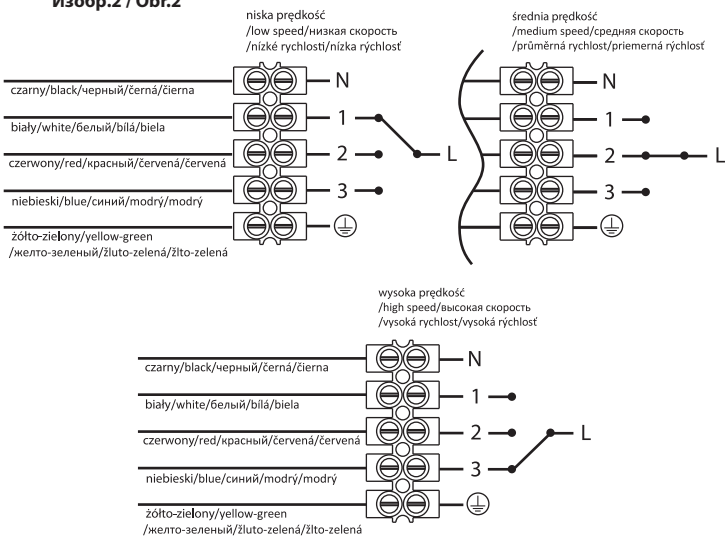 Изобр.2 / Obr.2
niska prędkość
/low speed/низкая скорость
/nízké rychlosti/nízka rýchlosť
czarny/black/черный/černá/čierna
biały/white/белый/bílá/biela
czerwony/red/красный/červená/červená
niebieski/blue/синий/modrý/modrý
żółto-zielony/yellow-green
/желто-зеленый/žluto-zelená/žlto-zelená
N
1
2
3
L
średnia prędkość
/medium speed/средняя скорость
/průměrná rychlost/priemerná rýchlosť
N
1
2
3
L
wysoka prędkość
/high speed/высокая скорость
/vysoká rychlost/vysoká rýchlosť
czarny/black/черный/černá/čierna
biały/white/белый/bílá/biela
czerwony/red/красный/červená/červená
niebieski/blue/синий/modrý/modrý
żółto-zielony/yellow-green
/желто-зеленый/žluto-zelená/žlto-zelená
N
1
2
3
L